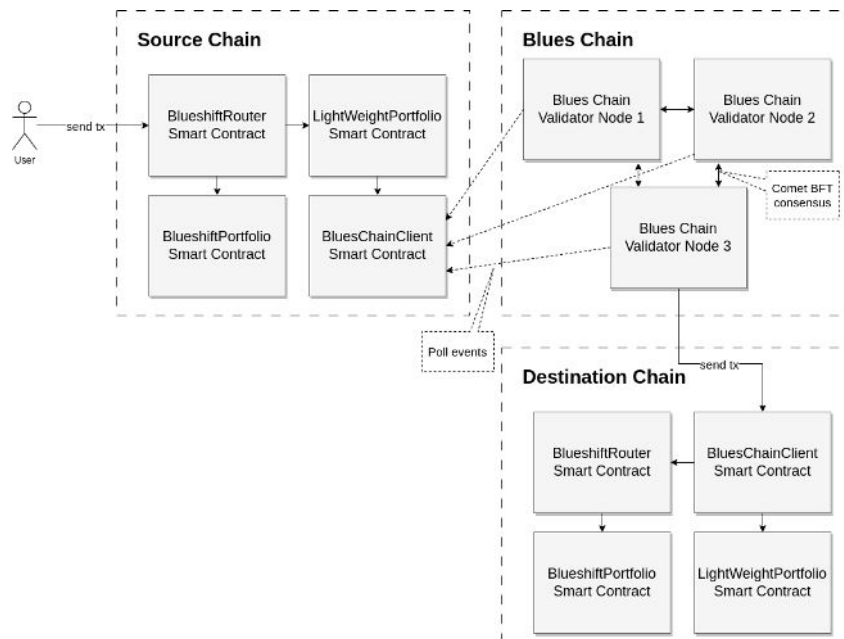 Source Chain
Blues Chain
BlueshiftRouter
Smart Contract
LightWeightPortfolio
Smart Contract
Blues Chain
Validator Node 1
Blues Chain
Validator Node 2
send tx
User
Comet BFT
consensus
BlueshiftPortfolio
Smart Contract
BluesChainClient
Smart Contract
Blues Chain
Validator Node 3
Poll events
send tx
Destination Chain
BlueshiftRouter
Smart Contract
BluesChainClient
Smart Contract
BlueshiftPortfolio
Smart Contract
LightWeightPortfolio
Smart Contract